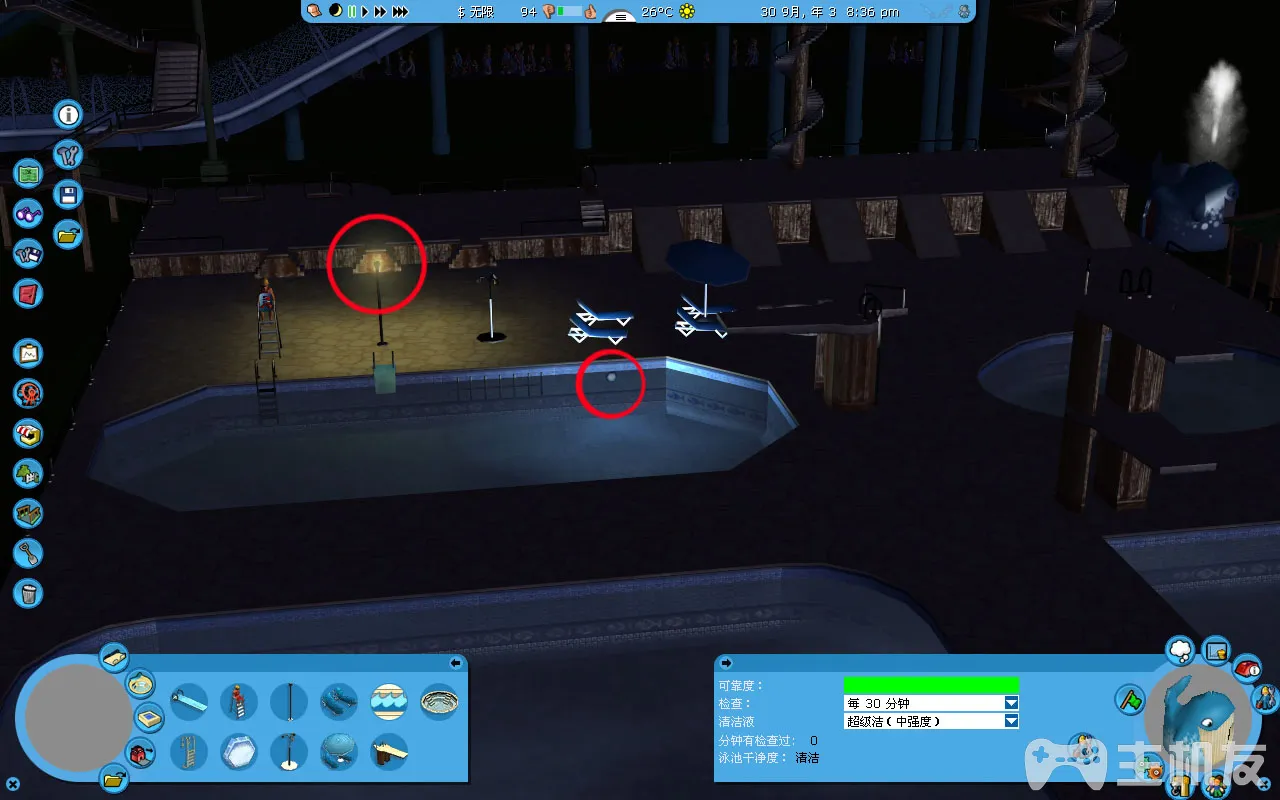 $ 无限 94 26°C 30 9月, 年 3 8:36 pm
可靠度：
检查： 每 30 分钟
清洁液 超级洁（中强度）
分钟有检查过： 0
泳池干净度： 清洁
主机友